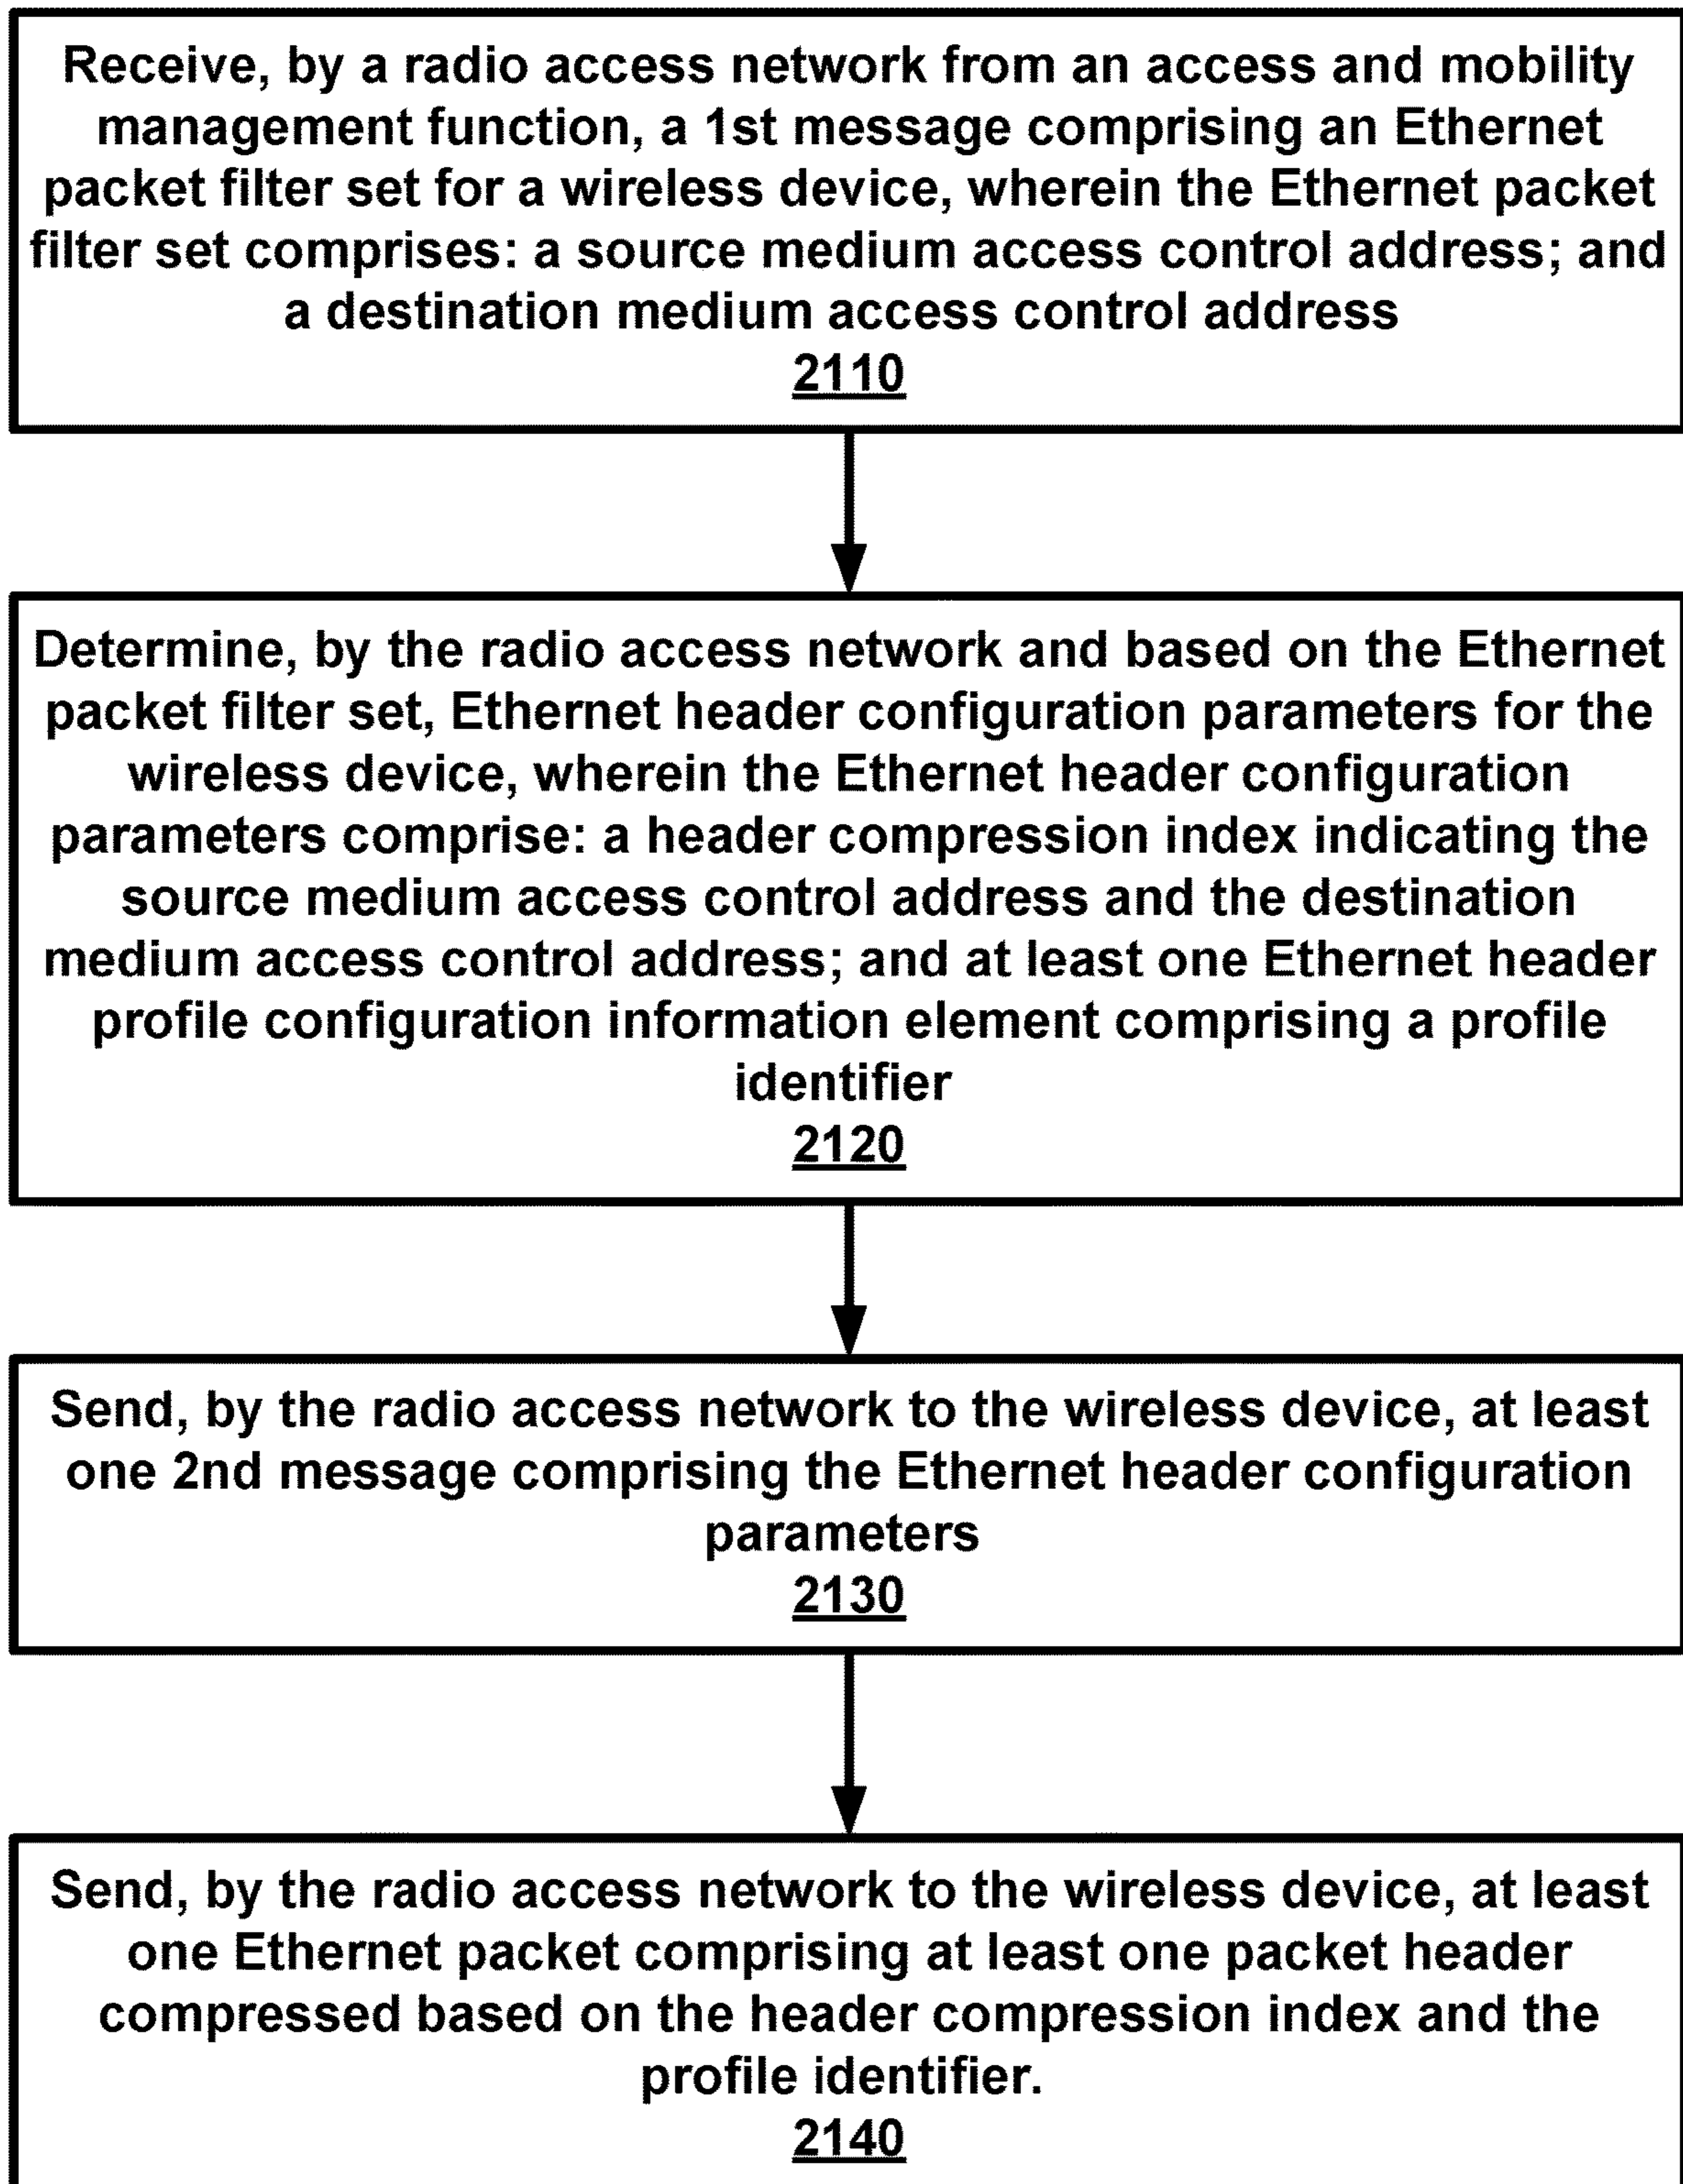 Receive, by a radio access network from an access and mobility
management function, a 1st message comprising an Ethernet
packet filter set for a wireless device, wherein the Ethernet packet
filter set comprises: a source medium access control address; and
a destination medium access control address
2110
Determine, by the radio access network and based on the Ethernet
packet filter set, Ethernet header configuration parameters for the
wireless device, wherein the Ethernet header configuration
parameters comprise: a header compression index indicating the
source medium access control address and the destination
medium access control address; and at least one Ethernet header
profile configuration information element comprising a profile
identifier
2120
Send, by the radio access network to the wireless device, at least
one 2nd message comprising the Ethernet header configuration
parameters
2130
Send, by the radio access network to the wireless device, at least
one Ethernet packet comprising at least one packet header
compressed based on the header compression index and the
profile identifier.
2140